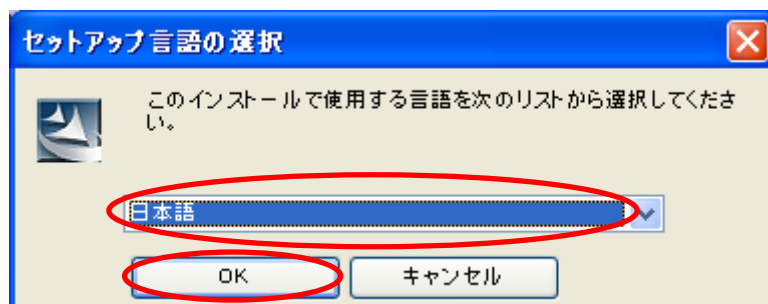 セットアップ言語の選択
このインストールで使用する言語を次のリストから選択してくださ
い。
日本語
OK キャンセル